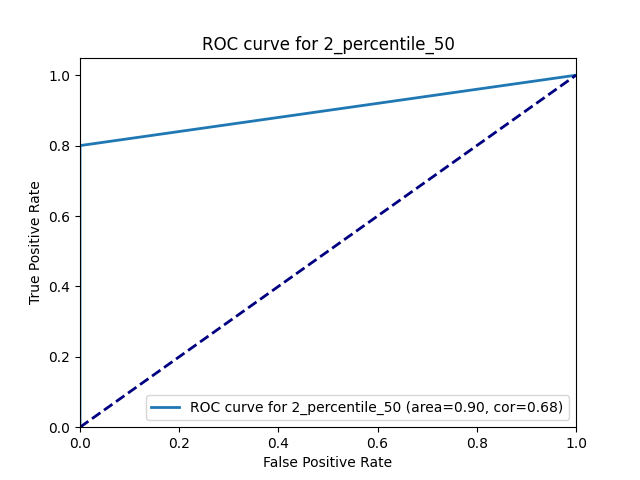 ROC curve for 2_percentile_50
1.0
0.8
0.6
0.4
0.2
0.0
True Positive Rate
ROC curve for 2_percentile_50 (area=0.90, cor=0.68)
0.0 0.2 0.4 0.6 0.8 1.0
False Positive Rate